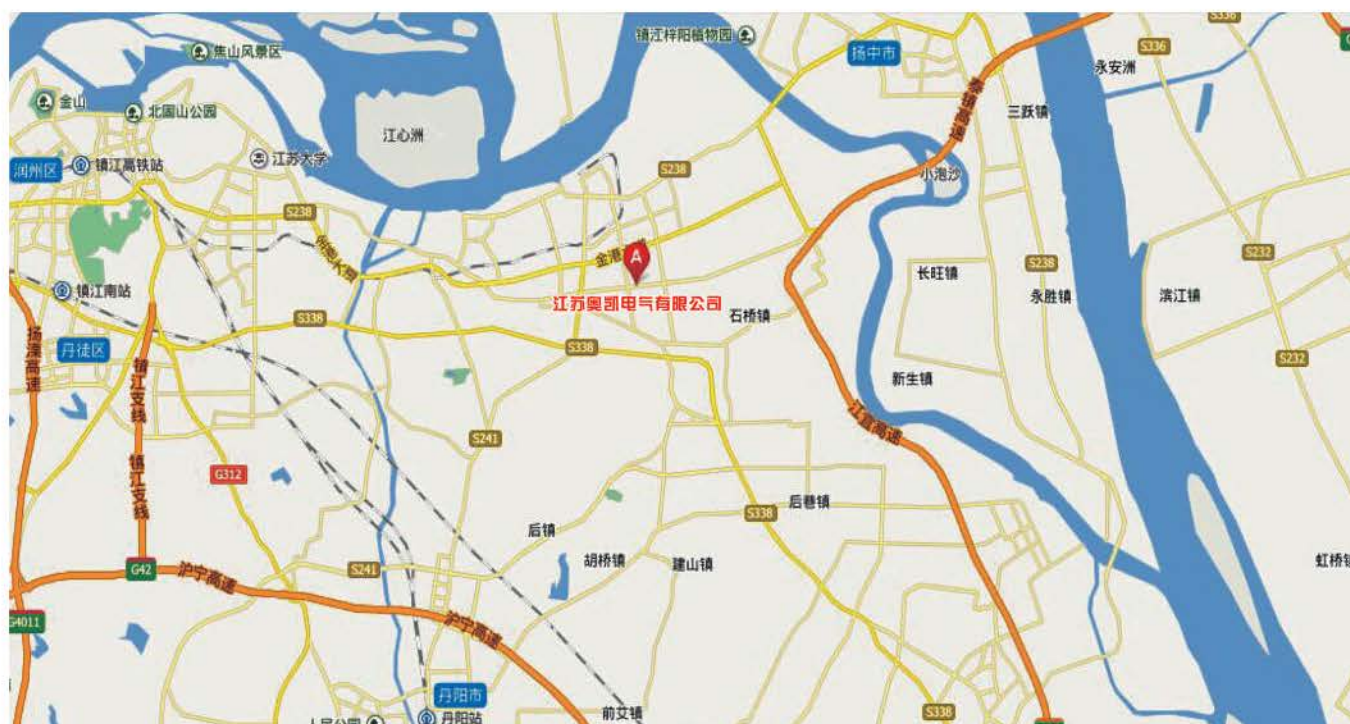 S336
镇江梓阳植物园
扬中市
S336
焦山风景区
永安洲
金山
北固山公园
泰镇高速
三跃镇
江心洲
润州区
镇江高铁站
江苏大学
S238
小泡沙
S238
金港大道
金港
A
S232
长旺镇
S238
镇江南站
江苏奥凯电气有限公司
永胜镇
滨江镇
石桥镇
S338
扬溧高速
丹徒区
S338
S232
镇江支线
新生镇
江宜高速
S241
G312
镇江支线
后巷镇
S338
后镇
胡桥镇
建山镇
虹桥镇
G42
沪宁高速
S241
G4011
沪宁高速
丹阳市
丹阳站
前艾镇
S338
人民公园